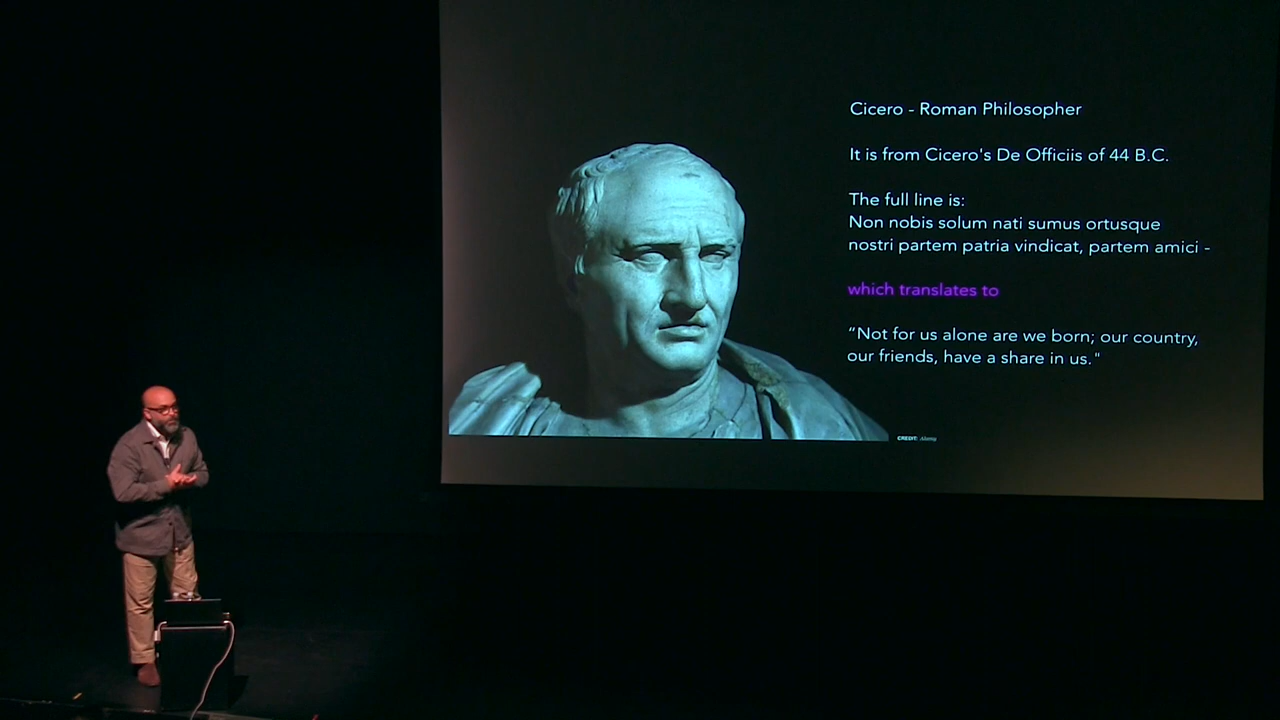 Cicero - Roman Philosopher
It is from Cicero's De Officiis of 44 B.C.
The full line is:
Non nobis solum nati sumus ortusque
nostri partem patria vindicat, partem amici -
which translates to
“Not for us alone are we born; our country,
our friends, have a share in us."
CREDIT: Alamy